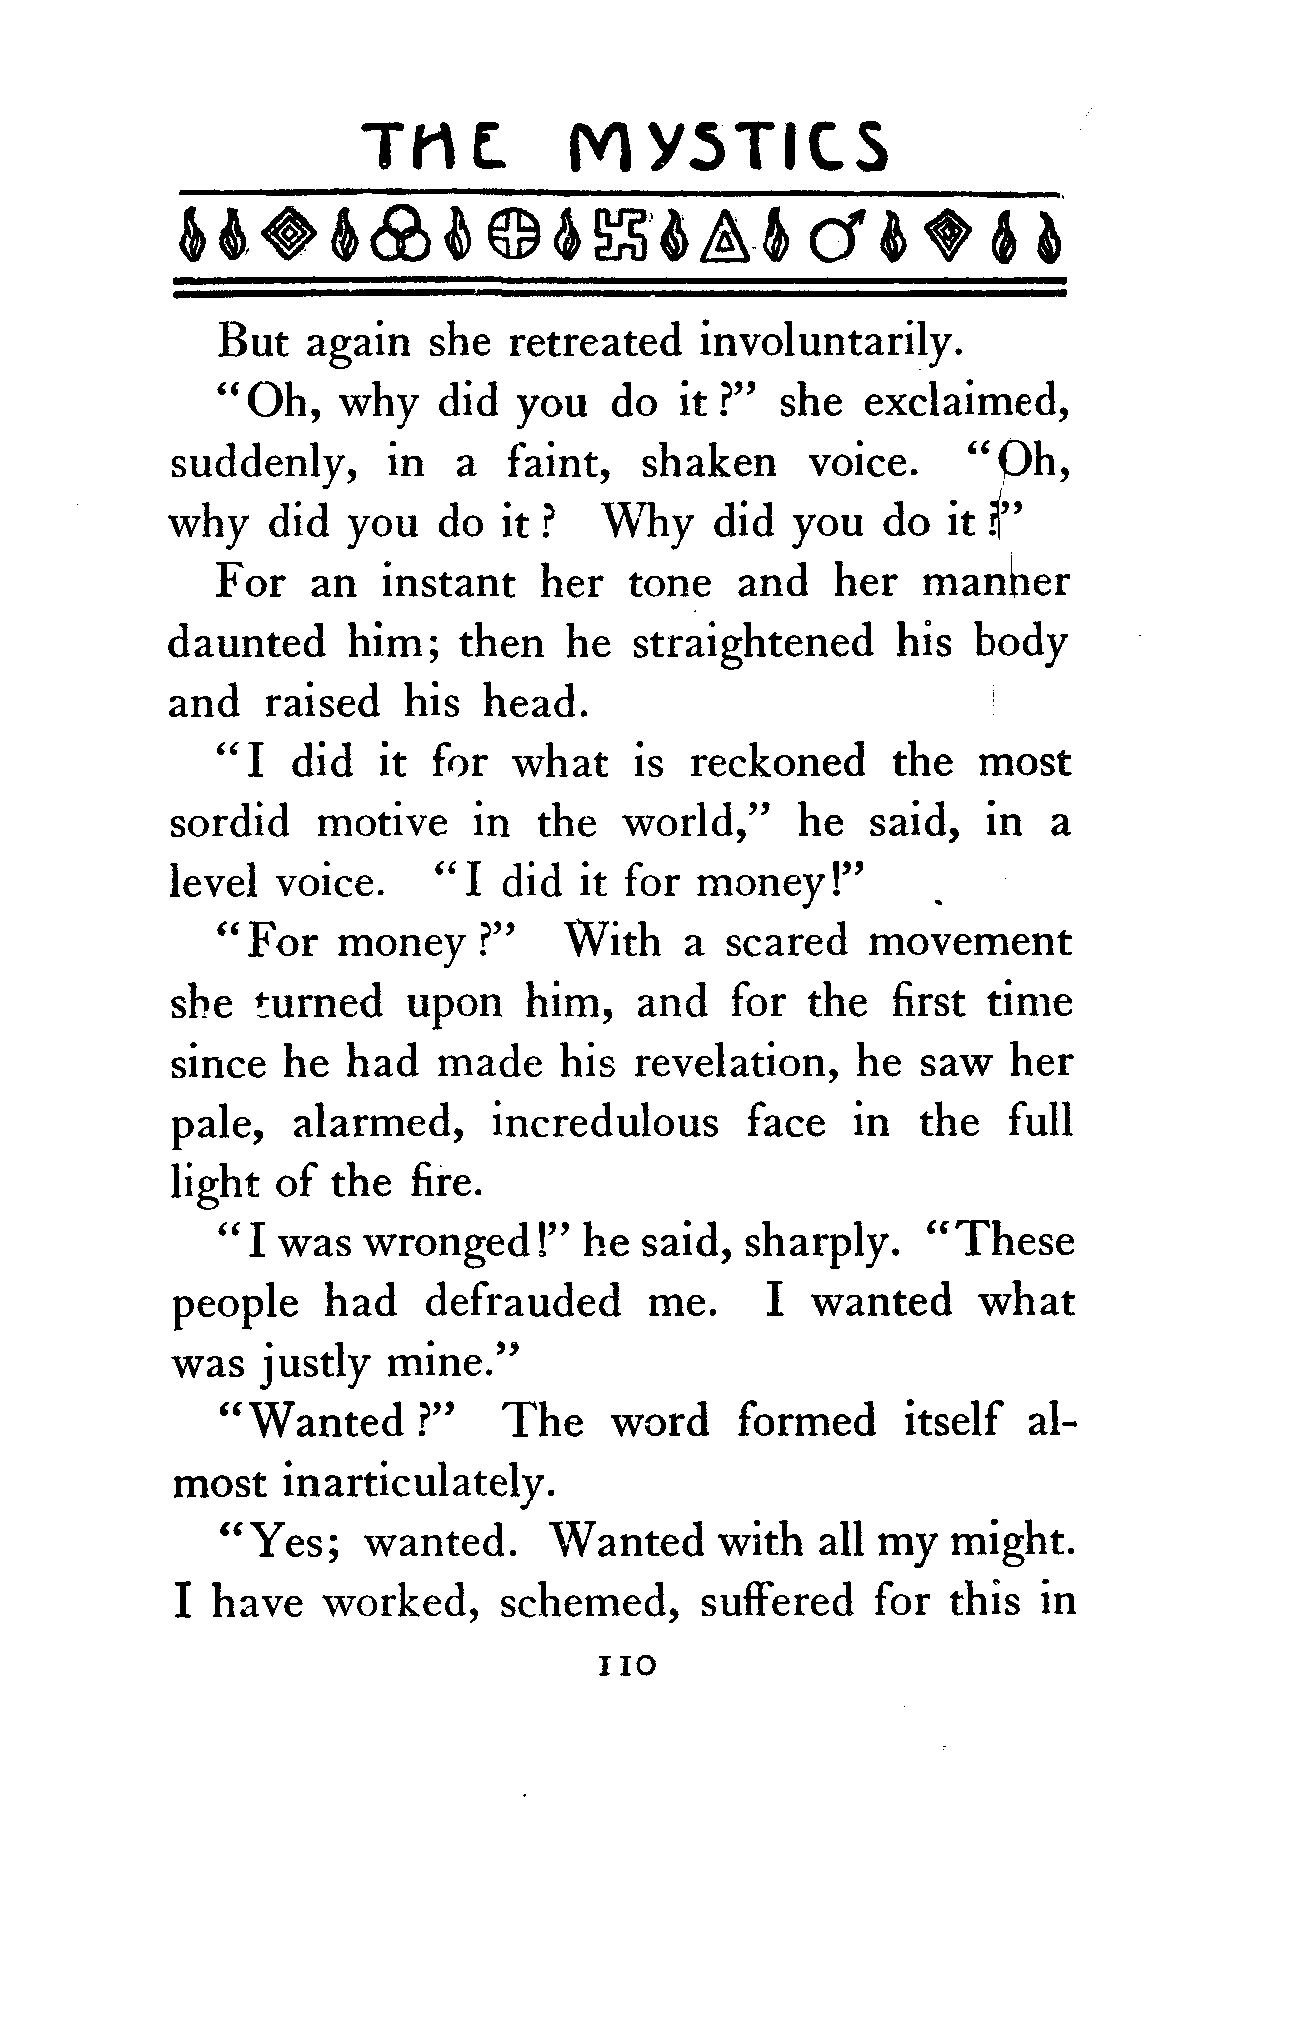 THE MYSTICS
But again she retreated involuntarily.
"Oh, why did you do it?" she exclaimed,
suddenly, in a faint, shaken voice. "Oh,
why did you do it? Why did you do it?"
For an instant her tone and her manner
daunted him; then he straightened his body
and raised his head.
"I did it for what is reckoned the most
sordid motive in the world," he said, in a
level voice. "I did it for money!"
"For money?" With a scared movement
she turned upon him, and for the first time
since he had made his revelation, he saw her
pale, alarmed, incredulous face in the full
light of the fire.
"I was wronged!" he said, sharply. "These
people had defrauded me. I wanted what
was justly mine."
"Wanted?" The word formed itself al-
most inarticulately.
"Yes; wanted. Wanted with all my might.
I have worked, schemed, suffered for this in
110